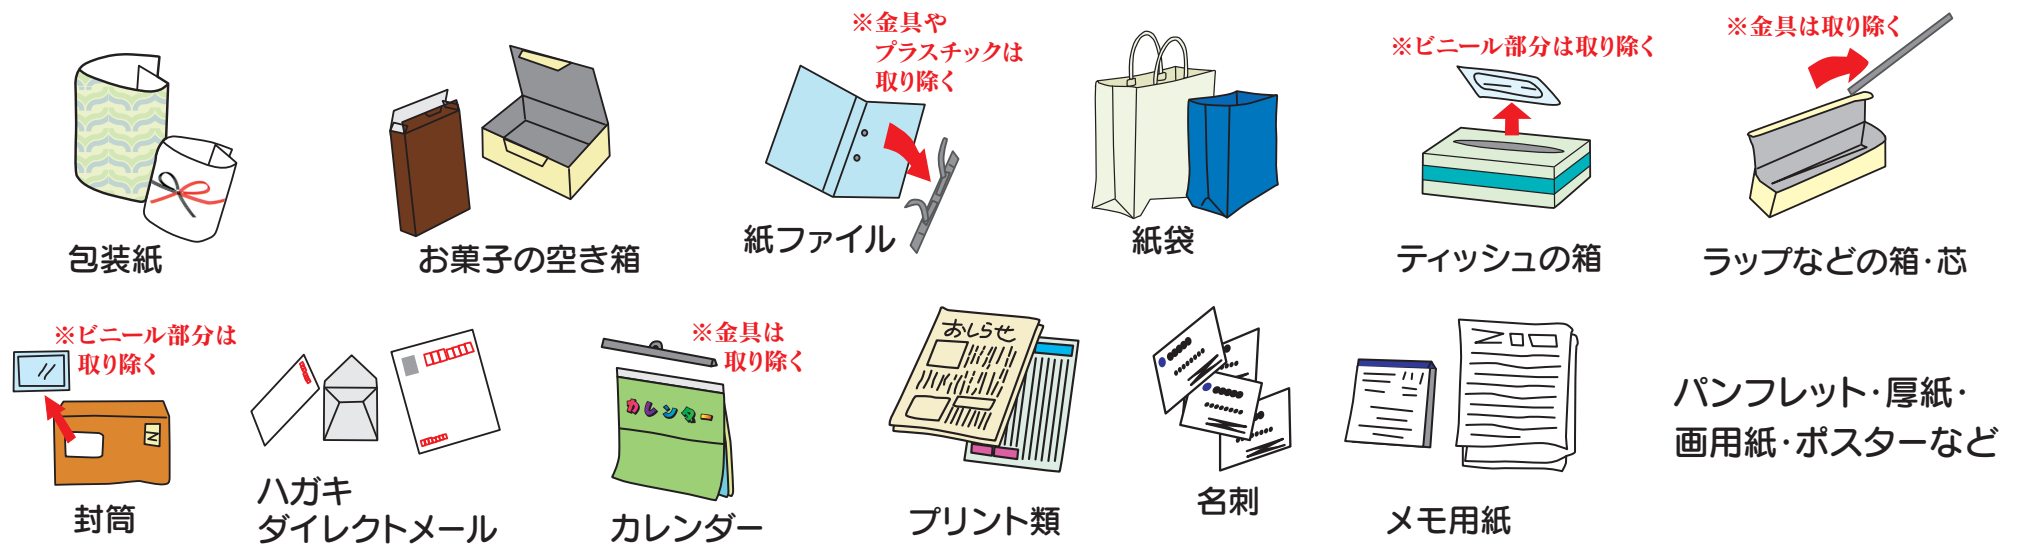 包装紙
お菓子の空き箱
※金具や
プラスチックは
取り除く
紙ファイル
紙袋
※ビニール部分は取り除く
ティッシュの箱
※金具は取り除く
ラップなどの箱・芯
※ビニール部分は
取り除く
封筒
ハガキ
ダイレクトメール
※金具は
取り除く
カレンダー
カレンダー
おしらせ
プリント類
名刺
メモ用紙
パンフレット・厚紙・
画用紙・ポスターなど